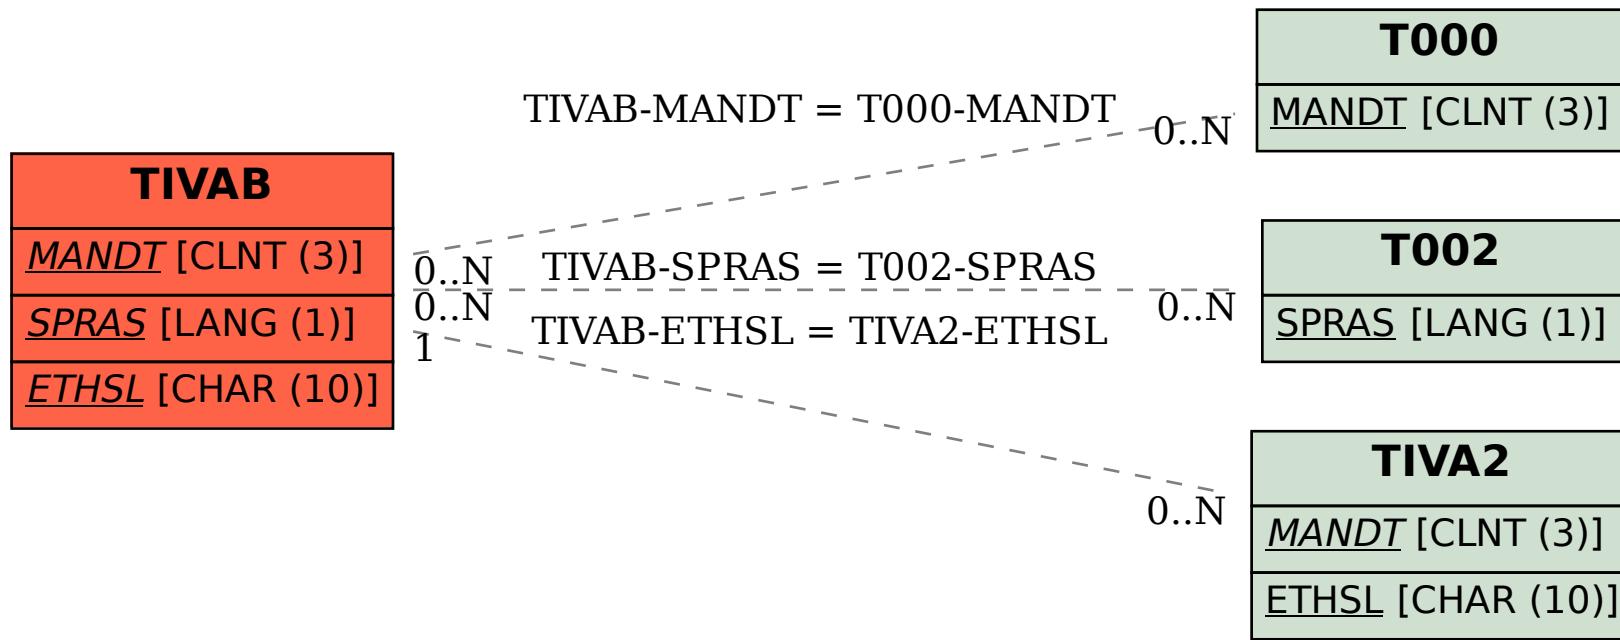 TIVAB
MANDT [CLNT (3)]
SPRAS [LANG (1)]
ETHSL [CHAR (10)]
TIVAB-MANDT = T000-MANDT
0..N
0..N
TIVAB-SPRAS = T002-SPRAS
0..N
0..N
TIVAB-ETHSL = TIVA2-ETHSL
1
0..N
T000
MANDT [CLNT (3)]
T002
SPRAS [LANG (1)]
TIVA2
MANDT [CLNT (3)]
ETHSL [CHAR (10)]